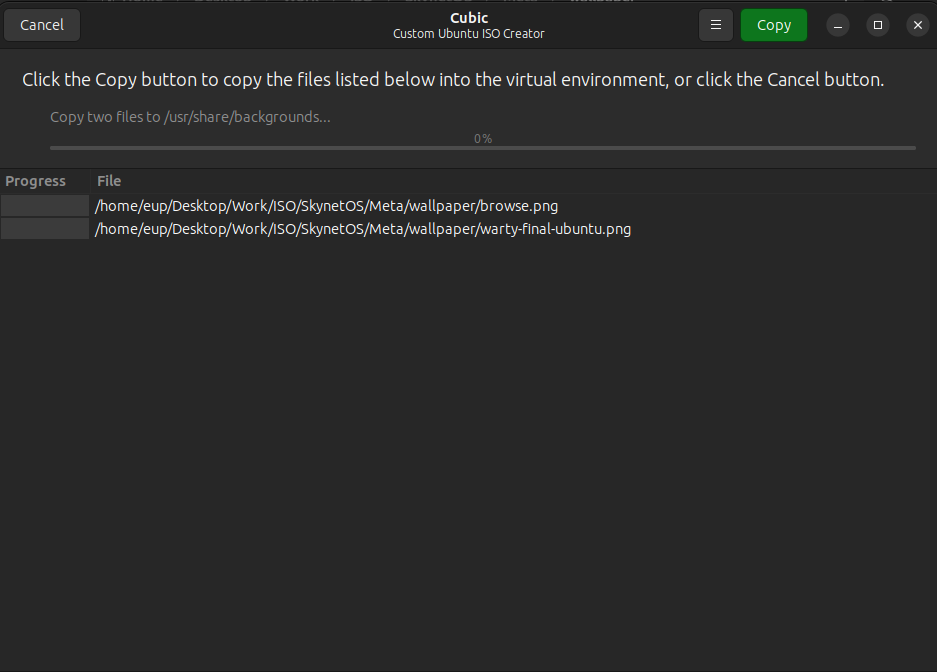 Cancel
Cubic
Custom Ubuntu ISO Creator
Copy
Click the Copy button to copy the files listed below into the virtual environment, or click the Cancel button.
Copy two files to /usr/share/backgrounds...
0%
Progress File
/home/eup/Desktop/Work/ISO/SkynetOS/Meta/wallpaper/browse.png
/home/eup/Desktop/Work/ISO/SkynetOS/Meta/wallpaper/warty-final-ubuntu.png